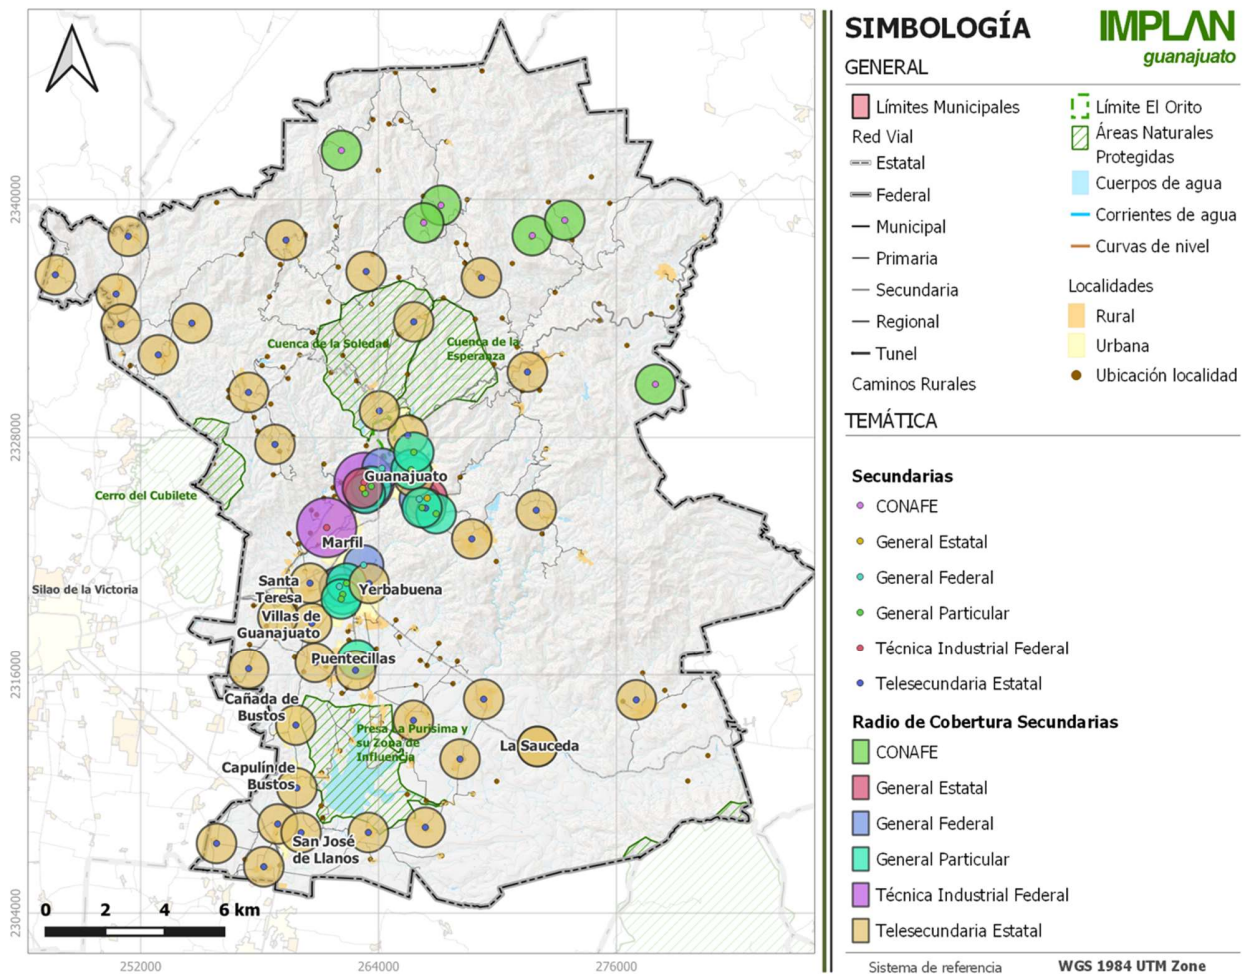 2340000
2328000
2316000
2304000
252000
264000
276000
Cuenca de la Soledad
Cuenca de la
Esperanza
Cerro del Cubilete
Guanajuato
Marfil
Silao de la Victoria
Santa
Teresa
Yerbabuena
Villas de
Guanajuato
Puentecillas
Cañada de
Bustos
Presa La Purísima y
su Zona de
Influencia
La Sauceda
Capulín de
Bustos
San José
de Llanos
0 2 4 6 km
SIMBOLOGÍA
IMPLAN
guanajuato
GENERAL
Límites Municipales
Red Vial
Estatal
Federal
Municipal
Primaria
Secundaria
Regional
Tunel
Caminos Rurales
Límite El Orito
Áreas Naturales
Protegidas
Cuerpos de agua
Corrientes de agua
Curvas de nivel
Localidades
Rural
Urbana
Ubicación localidad
TEMÁTICA
Secundarias
CONAFE
General Estatal
General Federal
General Particular
Técnica Industrial Federal
Telesecundaria Estatal
Radio de Cobertura Secundarias
CONAFE
General Estatal
General Federal
General Particular
Técnica Industrial Federal
Telesecundaria Estatal
Sistema de referencia WGS 1984 UTM Zone